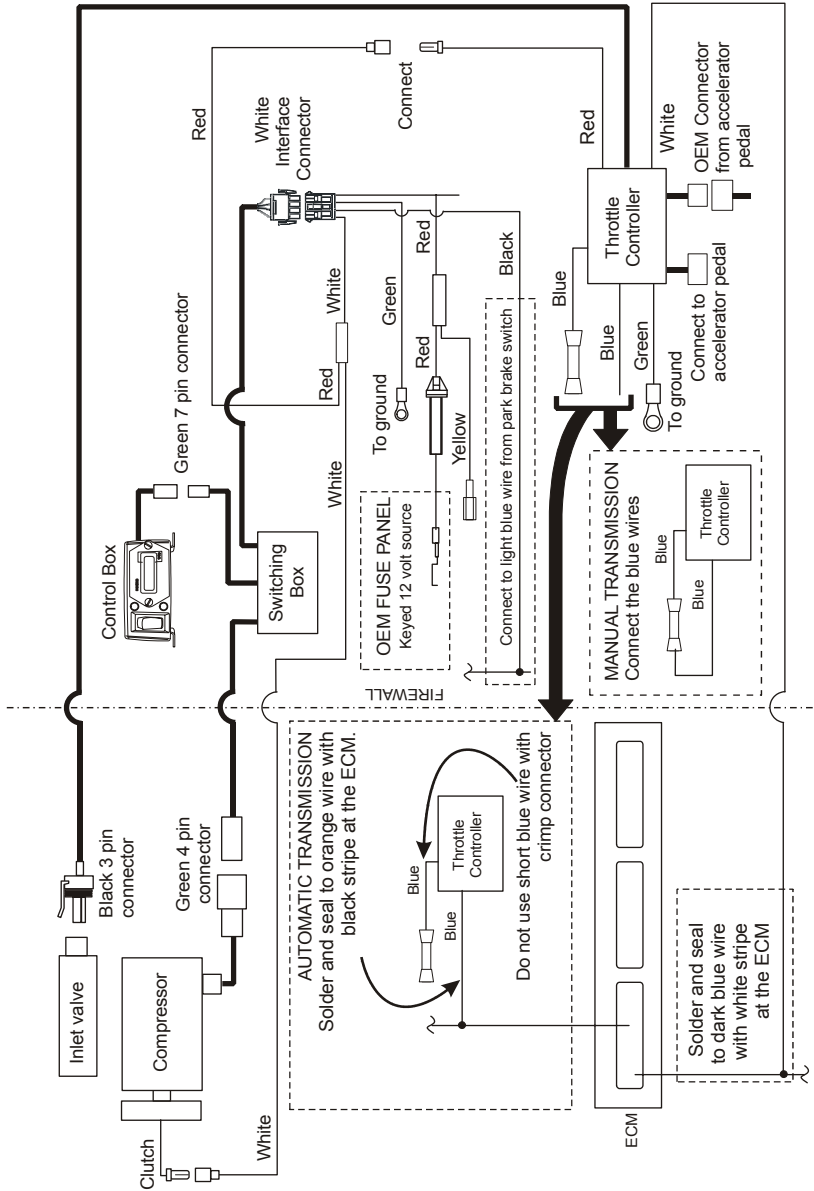 Inlet valve
Black 3 pin
connector
Control Box
Green 7 pin connector
Red
White
Interface
Connector
Connect
Compressor
Green 4 pin
connector
Switching
Box
Clutch
White
White
Red
White
To ground
Green
Red
Red
Yellow
Black
OEM FUSE PANEL
Keyed 12 volt source
Connect to light blue wire from park brake switch
FIREWALL
AUTOMATIC TRANSMISSION
Solder and seal to orange wire with
black stripe at the ECM.
Blue
Blue
Throttle
Controller
Do not use short blue wire with
crimp connector
MANUAL TRANSMISSION
Connect the blue wires
Blue
Blue
Throttle
Controller
Blue
Blue
Green
To ground
Throttle
Controller
Red
White
Connect to
accelerator pedal
OEM Connector
from accelerator
pedal
ECM
Solder and seal
to dark blue wire
with white stripe
at the ECM